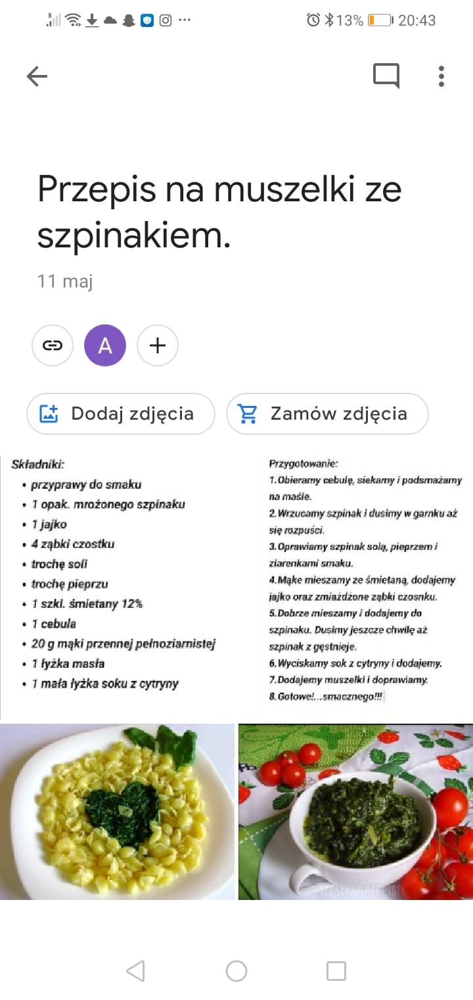 R
13% 20:43
Przepis na muszelki ze
szpinakiem.
11 maj
A
Dodaj zdjęcia
Zamów zdjęcia
Składniki:
• przyprawy do smaku
• 1 opak. mrożonego szpinaku
• 1 jajko
• 4 ząbki czostku
• trochę soli
• trochę pieprzu
• 1 szkl. śmietany 12%
• 1 cebula
• 20 g mąki przennej pełnoziarnistej
• 1 łyżka masła
• 1 mała łyżka soku z cytryny
Przygotowanie:
1.Obieramy cebulę, siekamy i podsmażamy
na maśle.
2.Wrzucamy szpinak i dusimy w garnku aż
się rozpuści.
3.Oprawiamy szpinak solą, pieprzem i
ziarenkami smaku.
4.Mąke mieszamy ze śmietaną, dodajemy
jajko oraz zmiażdżone ząbki czosnku.
5.Dobrze mieszamy i dodajemy do
szpinaku. Dusimy jeszcze chwilę aż
szpinak z gęstnieje.
6.Wyciskamy sok z cytryny i dodajemy.
7.Dodajemy muszelki i doprawiamy.
8.Gotowe!...smacznego!!!